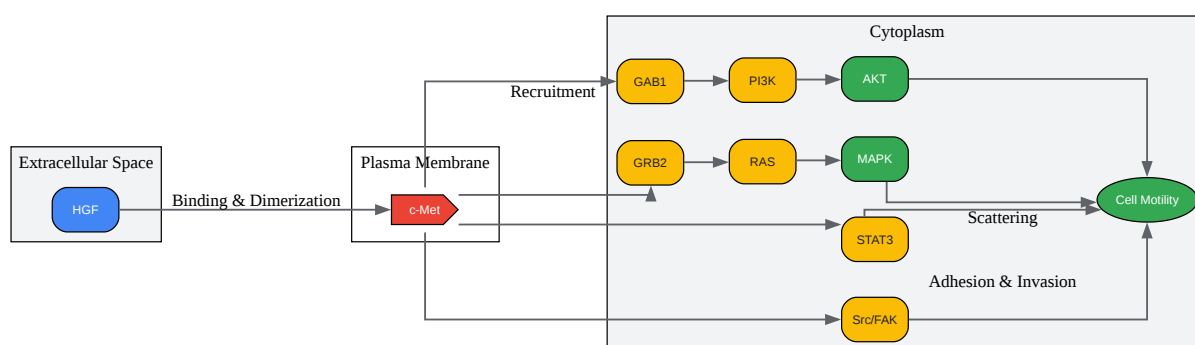 Cytoplasm
Recruitment
GAB1
PI3K
AKT
Extracellular Space
Plasma Membrane
GRB2
RAS
MAPK
HGF
Binding & Dimerization
c-Met
Cell Motility
Scattering
STAT3
Adhesion & Invasion
Src/FAK